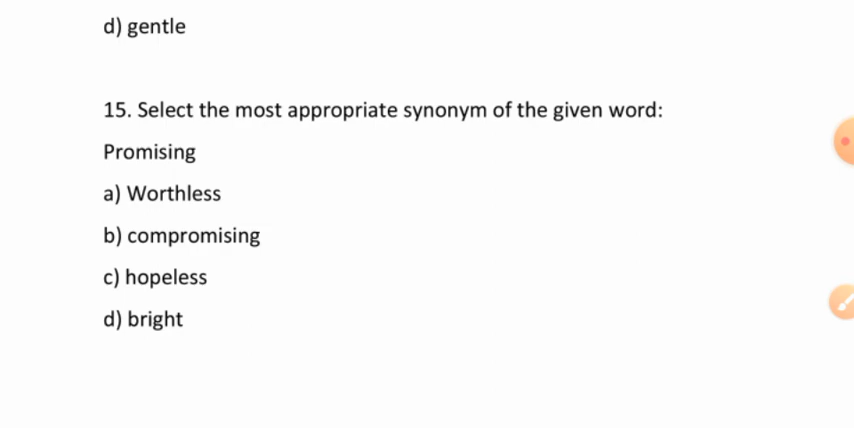 d) gentle
15. Select the most appropriate synonym of the given word:
Promising
a) Worthless
b) compromising
c) hopeless
d) bright